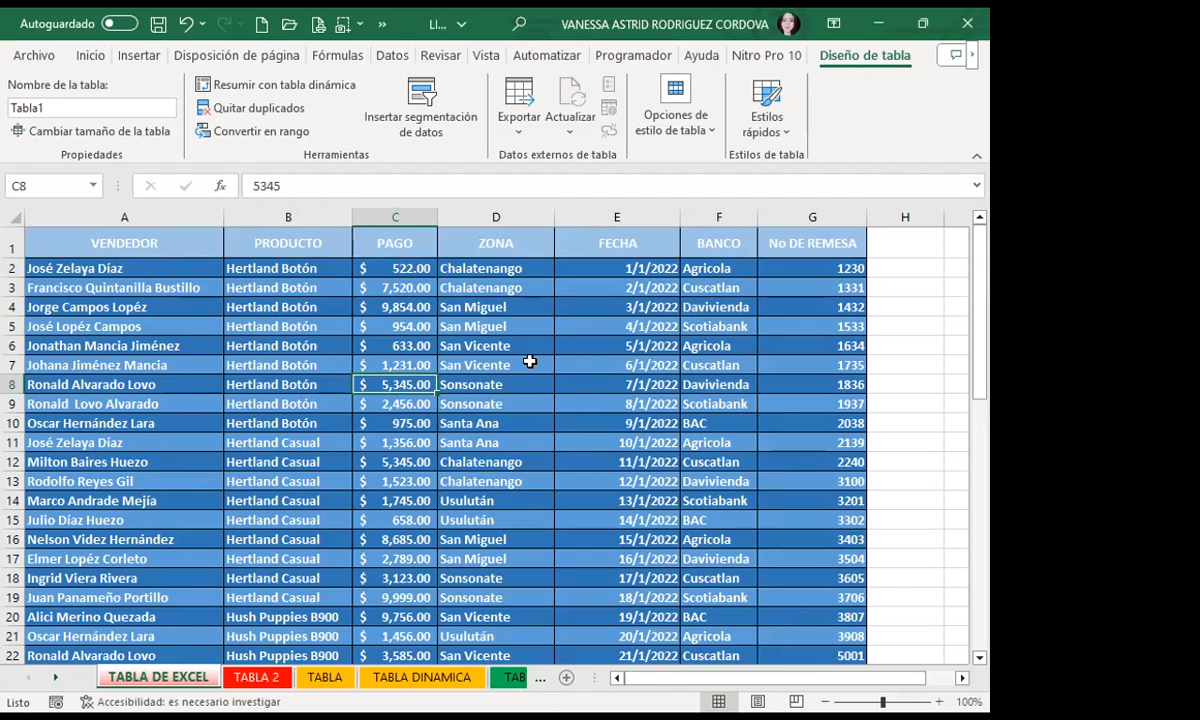 Autoguardado LI... VANESSA ASTRID RODRIGUEZ CORDOVA
Archivo Inicio Insertar Disposición de página Fórmulas Datos Revisar Vista Automatizar Programador Ayuda Nitro Pro 10 Diseño de tabla
Nombre de la tabla:
Tabla1
Cambiar tamaño de la tabla
Propiedades
Resumir con tabla dinámica
Quitar duplicados
Convertir en rango
Insertar segmentación
de datos
Herramientas
Exportar Actualizar
Datos externos de tabla
Opciones de
estilo de tabla
Estilos
rápidos
Estilos de tabla
C8 fx 5345
A B C D E F G H
1 VENDEDOR PRODUCTO PAGO ZONA FECHA BANCO No DE REMESA
2 José Zelaya Díaz Hertland Botón $ 522.00 Chalatenango 1/1/2022 Agricola 1230
3 Francisco Quintanilla Bustillo Hertland Botón $ 7,520.00 Chalatenango 2/1/2022 Cuscatlan 1331
4 Jorge Campos Lopéz Hertland Botón $ 9,854.00 San Miguel 3/1/2022 Davivienda 1432
5 José Lopéz Campos Hertland Botón $ 954.00 San Miguel 4/1/2022 Scotiabank 1533
6 Jonathan Mancia Jiménez Hertland Botón $ 633.00 San Vicente 5/1/2022 Agricola 1634
7 Johana Jiménez Mancia Hertland Botón $ 1,231.00 San Vicente 6/1/2022 Cuscatlan 1735
8 Ronald Alvarado Lovo Hertland Botón $ 5,345.00 Sonsonate 7/1/2022 Davivienda 1836
9 Ronald Lovo Alvarado Hertland Botón $ 2,456.00 Sonsonate 8/1/2022 Scotiabank 1937
10 Oscar Hernández Lara Hertland Botón $ 975.00 Santa Ana 9/1/2022 BAC 2038
11 José Zelaya Díaz Hertland Casual $ 1,356.00 Santa Ana 10/1/2022 Agricola 2139
12 Milton Baires Huezo Hertland Casual $ 5,345.00 Chalatenango 11/1/2022 Cuscatlan 2240
13 Rodolfo Reyes Gil Hertland Casual $ 1,523.00 Chalatenango 12/1/2022 Davivienda 3100
14 Marco Andrade Mejía Hertland Casual $ 1,745.00 Usulután 13/1/2022 Scotiabank 3201
15 Julio Díaz Huezo Hertland Casual $ 658.00 Usulután 14/1/2022 BAC 3302
16 Nelson Videz Hernández Hertland Casual $ 8,685.00 San Miguel 15/1/2022 Agricola 3403
17 Elmer Lopéz Corleto Hertland Casual $ 2,789.00 San Miguel 16/1/2022 Davivienda 3504
18 Ingrid Viera Rivera Hertland Casual $ 3,123.00 Sonsonate 17/1/2022 Cuscatlan 3605
19 Juan Panameño Portillo Hertland Casual $ 9,999.00 Sonsonate 18/1/2022 Scotiabank 3706
20 Alici Merino Quezada Hush Puppies B900 $ 9,756.00 San Vicente 19/1/2022 BAC 3807
21 Oscar Hernández Lara Hush Puppies B900 $ 1,456.00 Usulután 20/1/2022 Agricola 3908
22 Ronald Alvarado Lovo Hush Puppies B900 $ 3,585.00 San Vicente 21/1/2022 Cuscatlan 5001
TABLA DE EXCEL TABLA 2 TABLA TABLA DINAMICA TAB ...
Listo Accesibilidad: es necesario investigar 100%